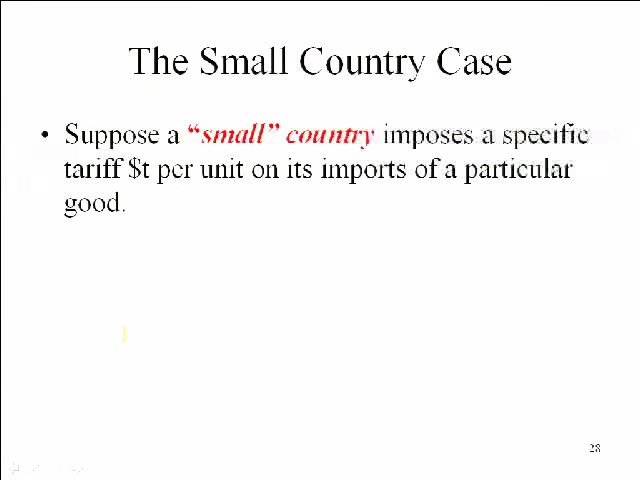 The Small Country Case
• Suppose a “small” country imposes a specific
tariff $t per unit on its imports of a particular
good.
28